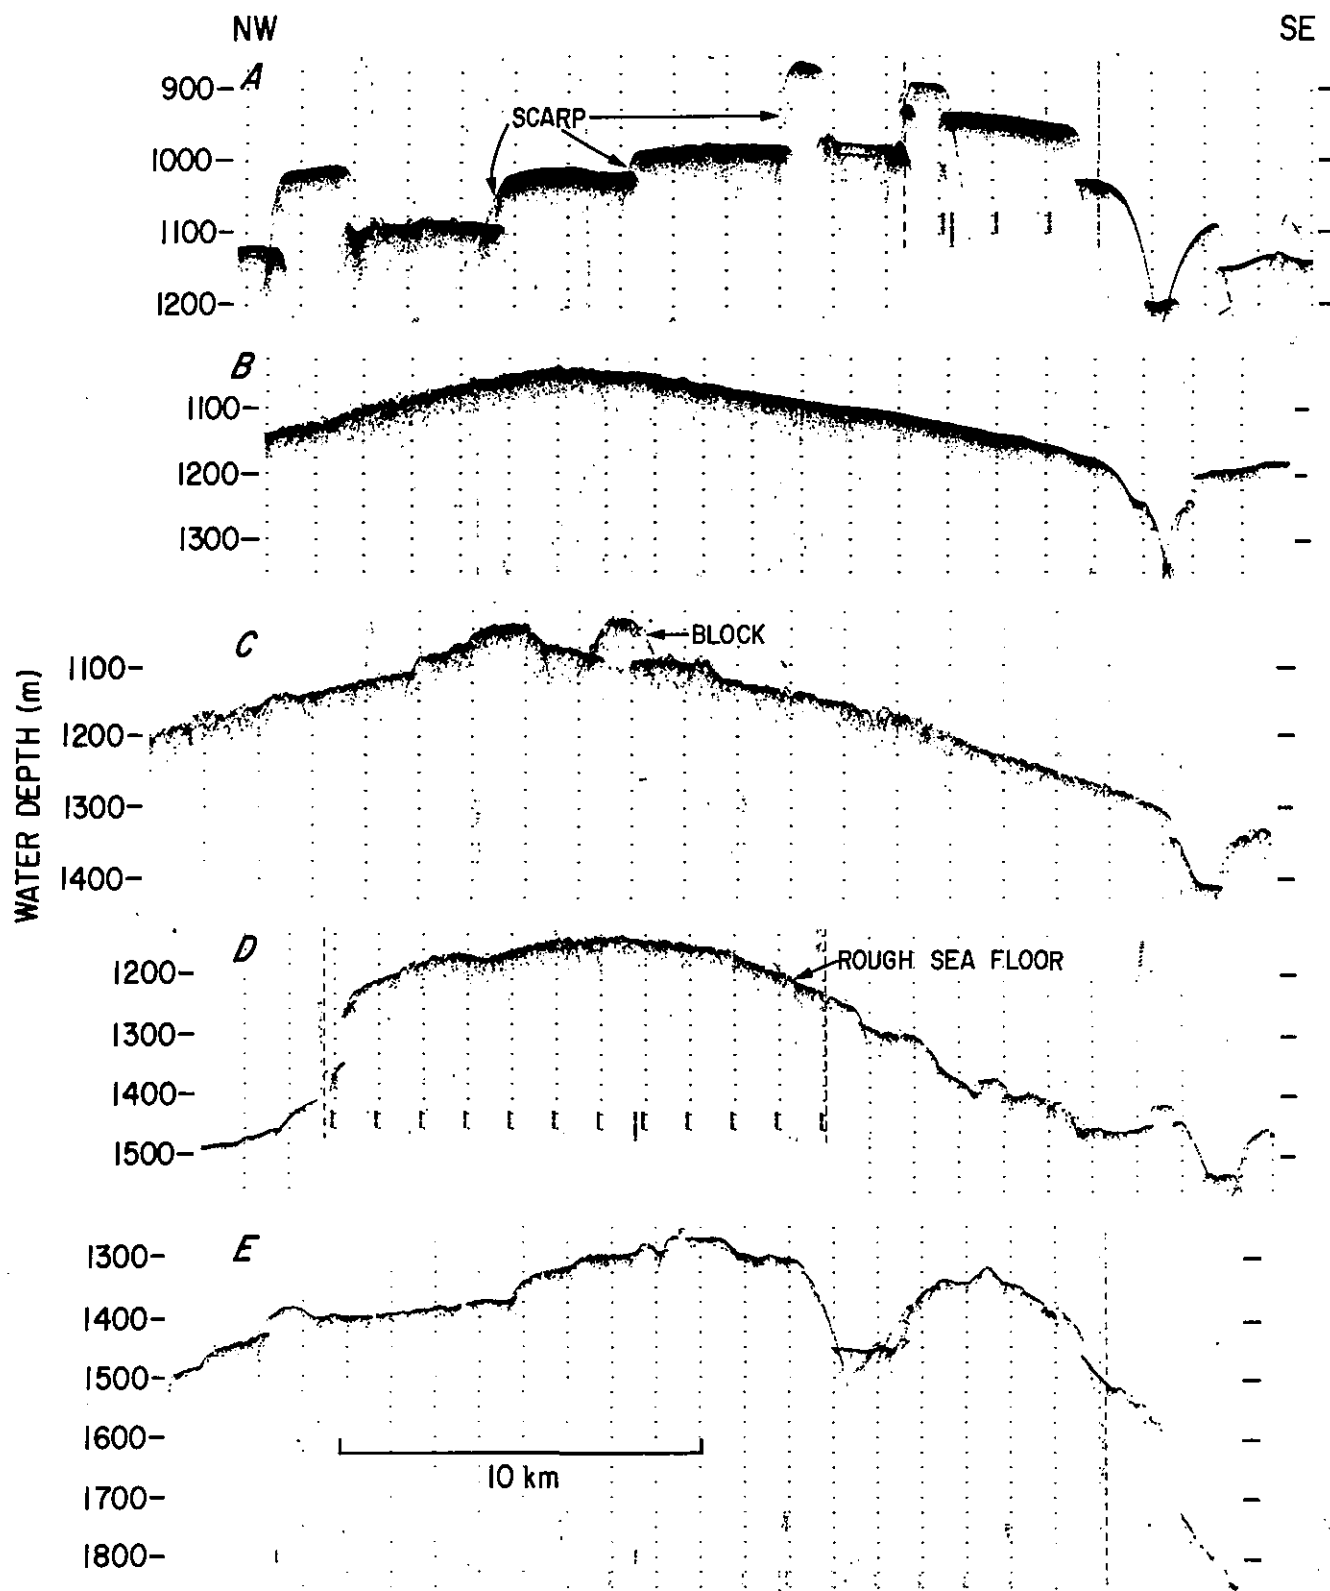 NW SE
A
900-
SCARP
1000-
1100-
1200-
B
1100-
1200-
1300-
C
BLOCK
1100-
1200-
1300-
1400-
WATER DEPTH (m)
D
ROUGH SEA FLOOR
1200-
1300-
1400-
1500-
E
1300-
1400-
1500-
1600-
10 km
1700-
1800-